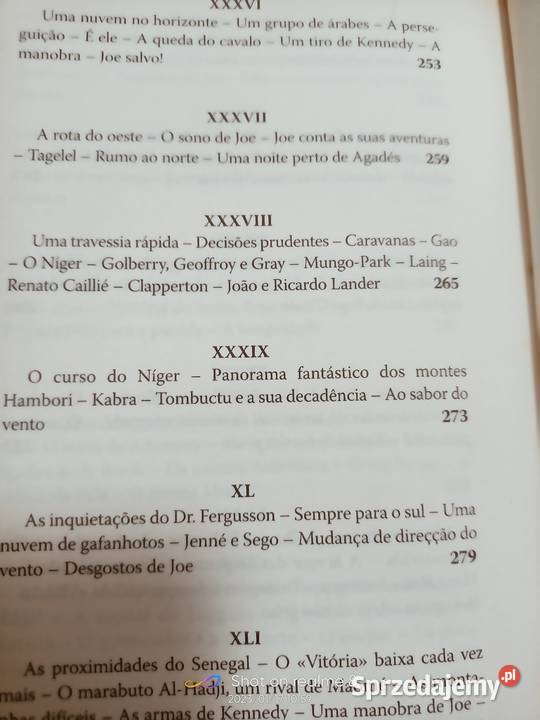 XXXVI
Uma nuvem no horizonte – Um grupo de árabes – A perse-
guição – É ele – A queda do cavalo – Um tiro de Kennedy – A
manobra – Joe salvo! 253
XXXVII
A rota do oeste – O sono de Joe – Joe conta as suas aventuras
– Tagelel – Rumo ao norte – Uma noite perto de Agadés 259
XXXVIII
Uma travessia rápida – Decisões prudentes – Caravanas – Gao
– O Níger – Golberry, Geoffroy e Gray – Mungo-Park – Laing –
Renato Caillié – Clapperton – João e Ricardo Lander 265
XXXIX
O curso do Níger – Panorama fantástico dos montes
Hambori – Kabra – Tombuctu e a sua decadência – Ao sabor do
vento 273
XL
As inquietações do Dr. Fergusson – Sempre para o sul – Uma
nuvem de gafanhotos – Jenné e Sego – Mudança de direcção do
vento – Desgostos de Joe 279
XLI
As proximidades do Senegal – O «Vitória» baixa cada vez
mais – O marabuto Al-Hadji, um rival de
As armas de Kennedy – Uma manobra de Joe –
Shot on realme
Sprzedajemy.pl